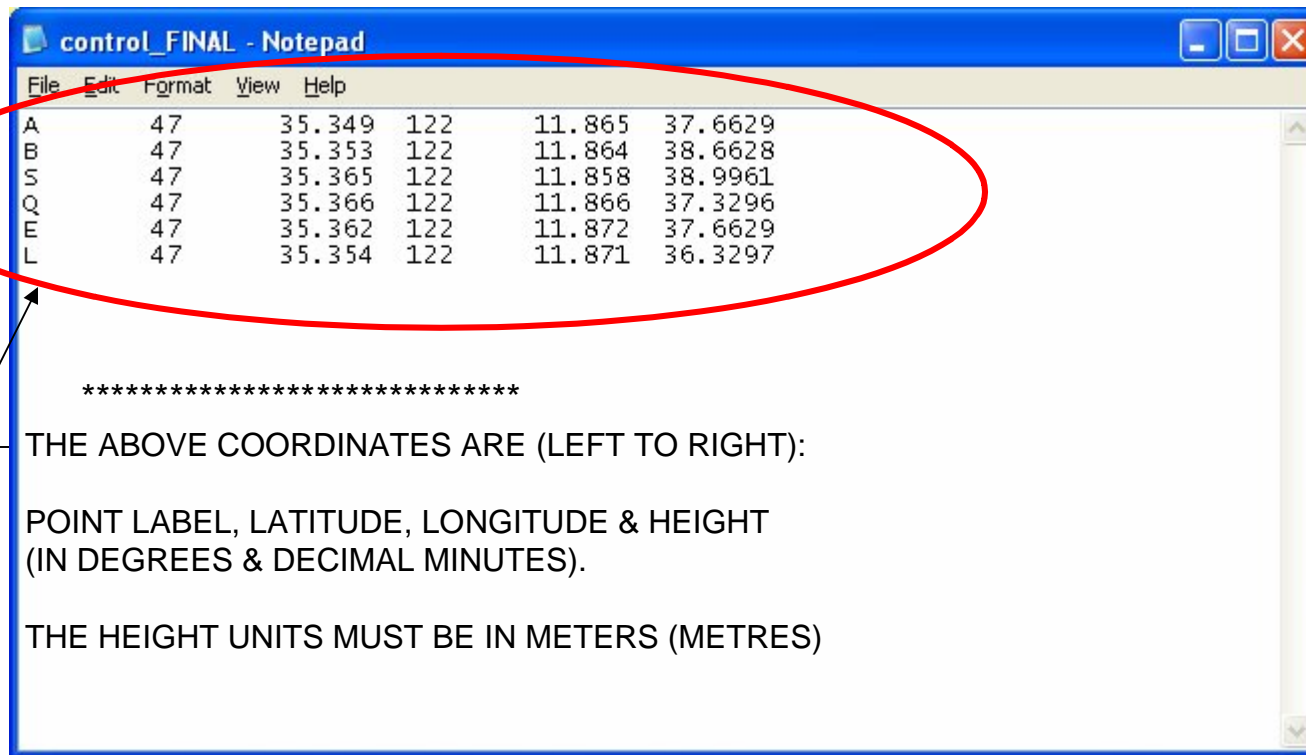 control_FINAL - Notepad
File Edit Format View Help
A 47 35.349 122 11.865 37.6629
B 47 35.353 122 11.864 38.6628
S 47 35.365 122 11.858 38.9961
Q 47 35.366 122 11.866 37.3296
E 47 35.362 122 11.872 37.6629
L 47 35.354 122 11.871 36.3297
******************************
THE ABOVE COORDINATES ARE (LEFT TO RIGHT):
POINT LABEL, LATITUDE, LONGITUDE & HEIGHT
(IN DEGREES & DECIMAL MINUTES).
THE HEIGHT UNITS MUST BE IN METERS (METRES)